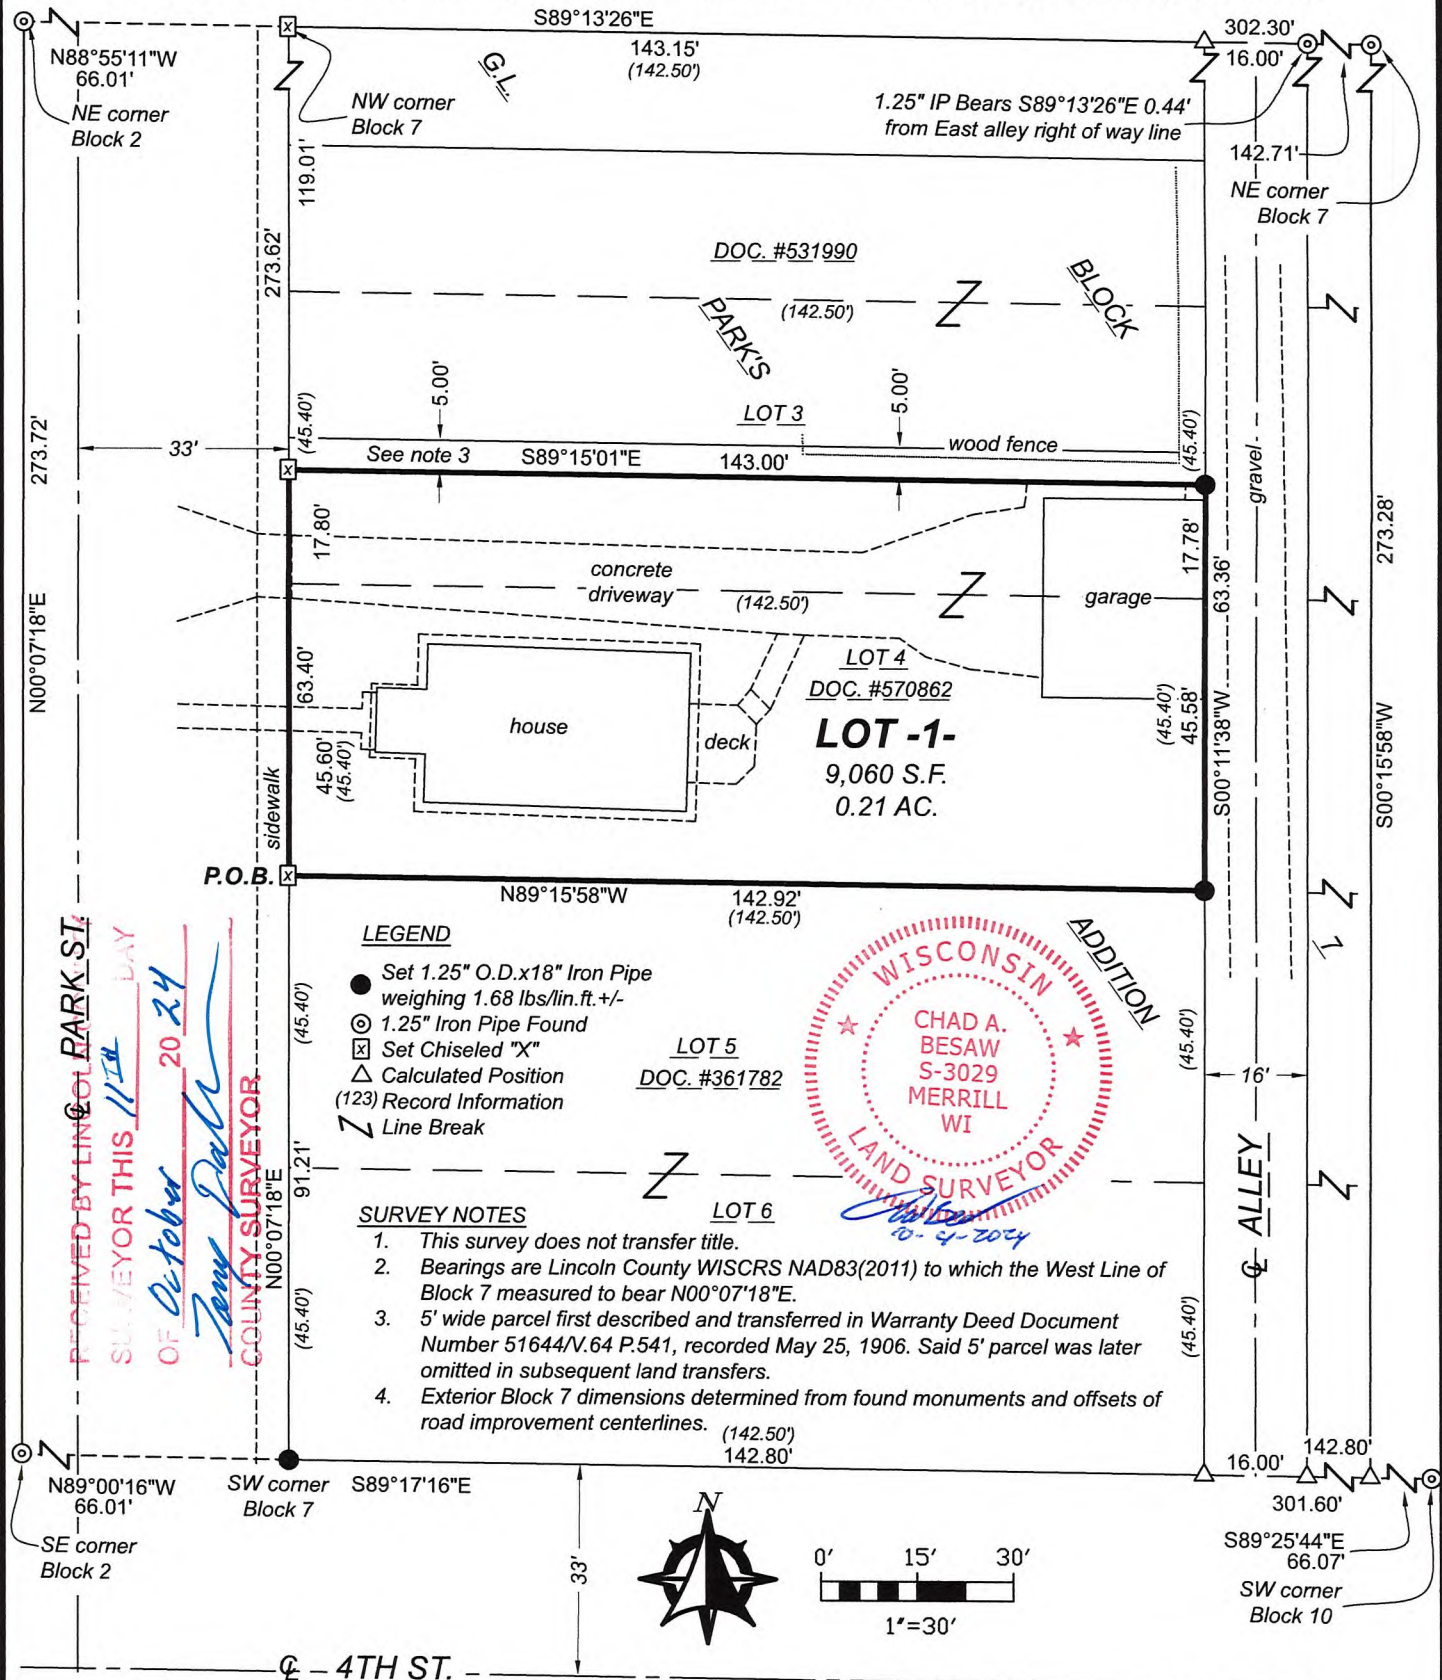 S89°13'26"E
143.15'
(142.50')
302.30'
16.00'
N88°55'11"W
66.01'
NE corner
Block 2
NW corner
Block 7
G.L.
1.25" IP Bears S89°13'26"E 0.44'
from East alley right of way line
142.71'
NE corner
Block 7
119.01'
273.62'
DOC. #531990
(142.50')
PARK'S
BLOCK
5.00'
5.00'
(45.40')
LOT 3
(45.40')
273.72'
33'
See note 3
S89°15'01"E
143.00'
wood fence
gravel
273.28'
17.80'
concrete
driveway
(142.50')
garage
17.78'
63.36'
N00°07'18"E
63.40'
LOT 4
DOC. #570862
LOT -1-
9,060 S.F.
0.21 AC.
house
deck
45.60'
(45.40')
(45.40')
45.58'
S00°11'38"W
S00°15'58"W
sidewalk
P.O.B.
x
N89°15'58"W
142.92'
(142.50')
7
ADDITION
LEGEND
Set 1.25" O.D.x18" Iron Pipe
weighing 1.68 lbs/lin.ft.+/-
1.25" Iron Pipe Found
x Set Chiseled "X"
Calculated Position
(123) Record Information
Line Break
(45.40')
LOT 5
DOC. #361782
WISCONSIN
CHAD A.
BESAW
S-3029
MERRILL
WI
LAND SURVEYOR
(45.40')
16'
PARK ST.
RECEIVED BY LINCOLN
SURVEYOR THIS 11TH DAY
OF October 20 24
COUNTY SURVEYOR
91.21'
N00°07'18"E
(45.40')
LOT 6
ALLEY
(45.40')
SURVEY NOTES
1. This survey does not transfer title.
2. Bearings are Lincoln County WISCRS NAD83(2011) to which the West Line of
Block 7 measured to bear N00°07'18"E.
3. 5' wide parcel first described and transferred in Warranty Deed Document
Number 51644/V.64 P.541, recorded May 25, 1906. Said 5' parcel was later
omitted in subsequent land transfers.
4. Exterior Block 7 dimensions determined from found monuments and offsets of
road improvement centerlines.
(142.50')
142.80'
16.00'
142.80'
N89°00'16"W
66.01'
SW corner
Block 7
S89°17'16"E
301.60'
SE corner
Block 2
33'
N
0' 15' 30'
1"=30'
S89°25'44"E
66.07'
SW corner
Block 10
4TH ST.